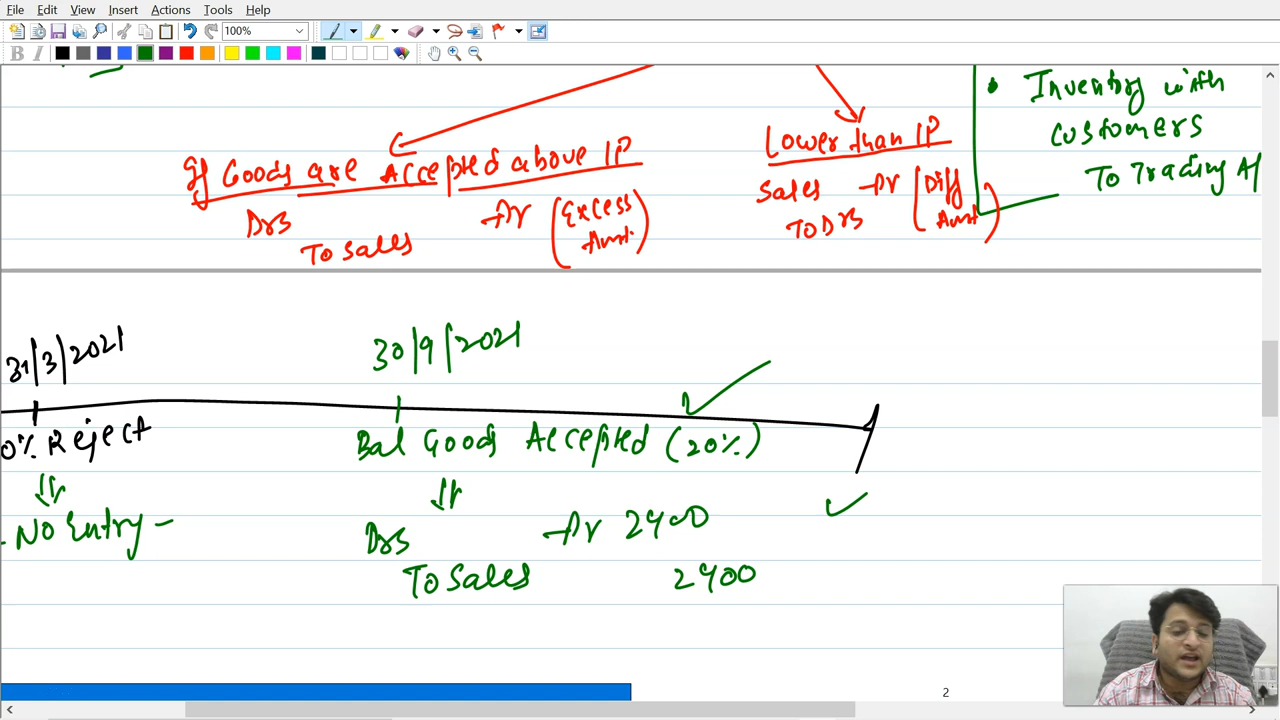 File Edit View Insert Actions Tools Help
100%
B I U
• Inventory with
customers
To Trading A/
If Goods are Accepted above IP
Drs Dr (Excess Amt.)
To Sales
Lower than IP
Sales Dr (Diff Amt)
To Drs
31/3/2021
0% Reject
- No Entry -
30/9/2021
Bal Goods Accepted (20%)
Drs Dr 2400
To Sales 2400
2